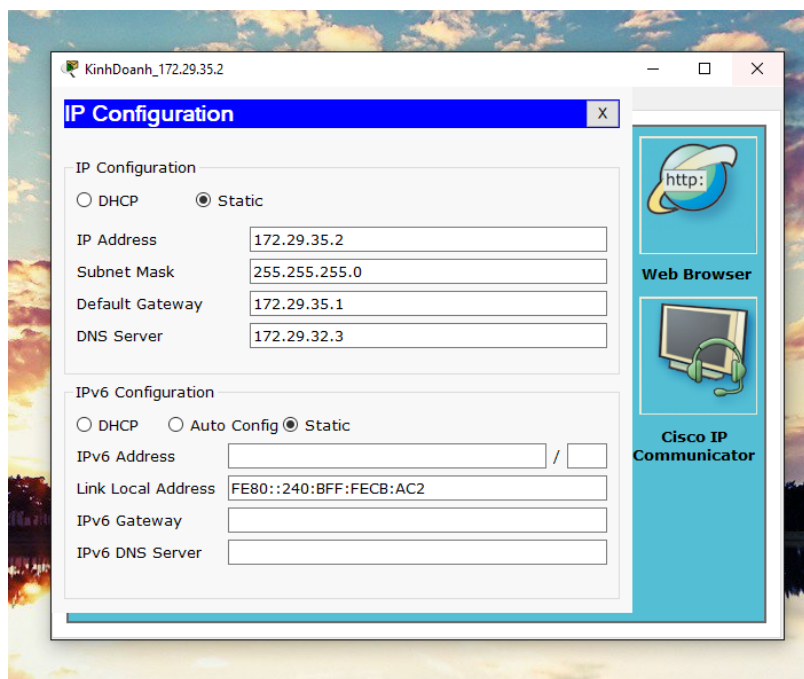 KinhDoanh_172.29.35.2
IP Configuration
X
IP Configuration
DHCP Static
IP Address 172.29.35.2
Subnet Mask 255.255.255.0
Default Gateway 172.29.35.1
DNS Server 172.29.32.3
IPv6 Configuration
DHCP Auto Config Static
IPv6 Address /
Link Local Address FE80::240:BFF:FECB:AC2
IPv6 Gateway
IPv6 DNS Server
http:
Web Browser
Cisco IP
Communicator